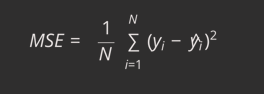 MSE = 1/N ∑_{i=1}^{N} (y_i − ŷ_i)²